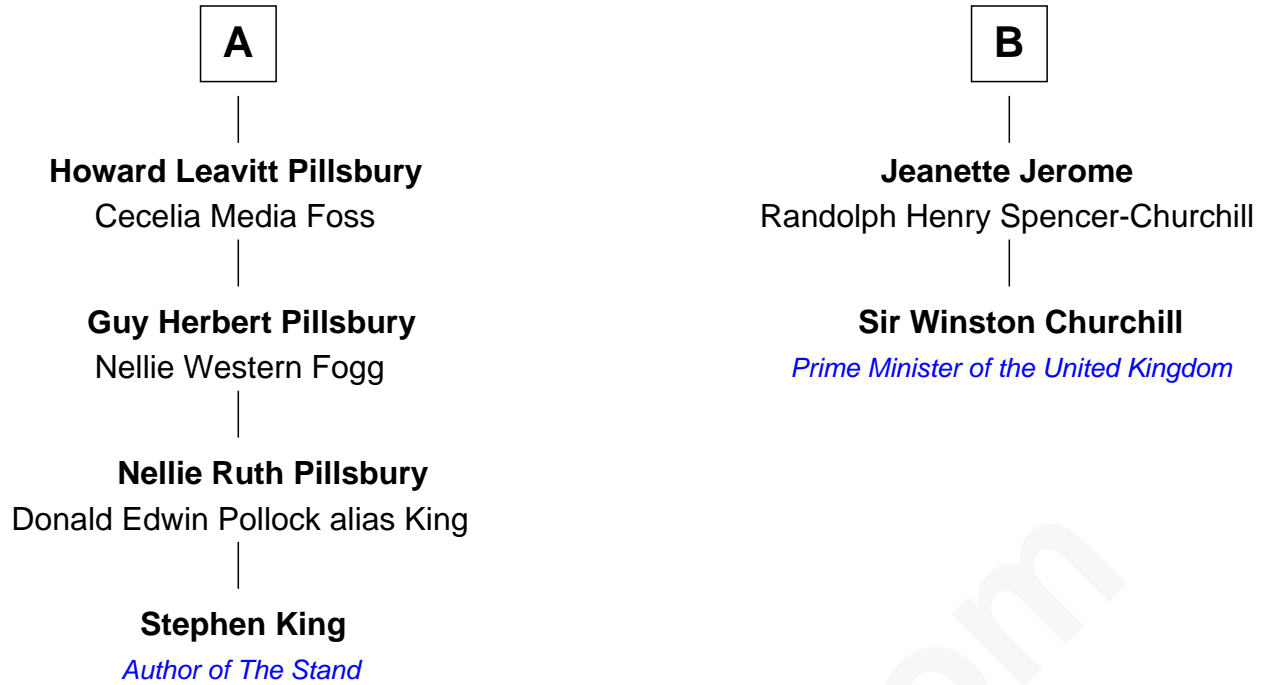 A
Howard Leavitt Pillsbury
Cecelia Media Foss
Guy Herbert Pillsbury
Nellie Western Fogg
Nellie Ruth Pillsbury
Donald Edwin Pollock alias King
Stephen King
Author of The Stand
B
Jeanette Jerome
Randolph Henry Spencer-Churchill
Sir Winston Churchill
Prime Minister of the United Kingdom
om